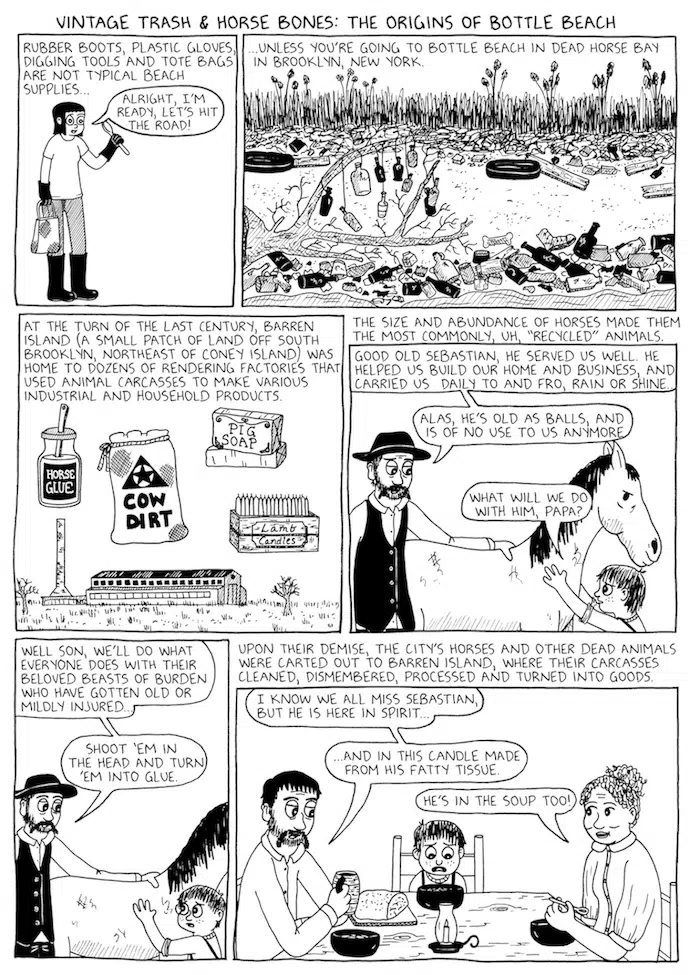 VINTAGE TRASH & HORSE BONES: THE ORIGINS OF BOTTLE BEACH
RUBBER BOOTS, PLASTIC GLOVES,
DIGGING TOOLS AND TOTE BAGS
ARE NOT TYPICAL BEACH
SUPPLIES...
ALRIGHT, I'M
READY, LET'S HIT
THE ROAD!
...UNLESS YOU'RE GOING TO BOTTLE BEACH IN DEAD HORSE BAY
IN BROOKLYN, NEW YORK.
AT THE TURN OF THE LAST CENTURY, BARREN
ISLAND (A SMALL PATCH OF LAND OFF SOUTH
BROOKLYN, NORTHEAST OF CONEY ISLAND) WAS
HOME TO DOZENS OF RENDERING FACTORIES THAT
USED ANIMAL CARCASSES TO MAKE VARIOUS
INDUSTRIAL AND HOUSEHOLD PRODUCTS.
HORSE
GLUE
COW
DIRT
PIG
SOAP
Lamb
Candles
THE SIZE AND ABUNDANCE OF HORSES MADE THEM
THE MOST COMMONLY, UH, "RECYCLED" ANIMALS.
GOOD OLD SEBASTIAN, HE SERVED US WELL. HE
HELPED US BUILD OUR HOME AND BUSINESS, AND
CARRIED US DAILY TO AND FRO, RAIN OR SHINE.
ALAS, HE'S OLD AS BALLS, AND
IS OF NO USE TO US ANYMORE
WHAT WILL WE DO
WITH HIM, PAPA?
WELL SON, WE'LL DO WHAT
EVERYONE DOES WITH THEIR
BELOVED BEASTS OF BURDEN
WHO HAVE GOTTEN OLD OR
MILDLY INJURED...
SHOOT 'EM IN
THE HEAD AND TURN
'EM INTO GLUE.
UPON THEIR DEMISE, THE CITY'S HORSES AND OTHER DEAD ANIMALS
WERE CARTED OUT TO BARREN ISLAND, WHERE THEIR CARCASSES
CLEANED, DISMEMBERED, PROCESSED AND TURNED INTO GOODS.
I KNOW WE ALL MISS SEBASTIAN,
BUT HE IS HERE IN SPIRIT...
...AND IN THIS CANDLE MADE
FROM HIS FATTY TISSUE.
HE'S IN THE SOUP TOO!